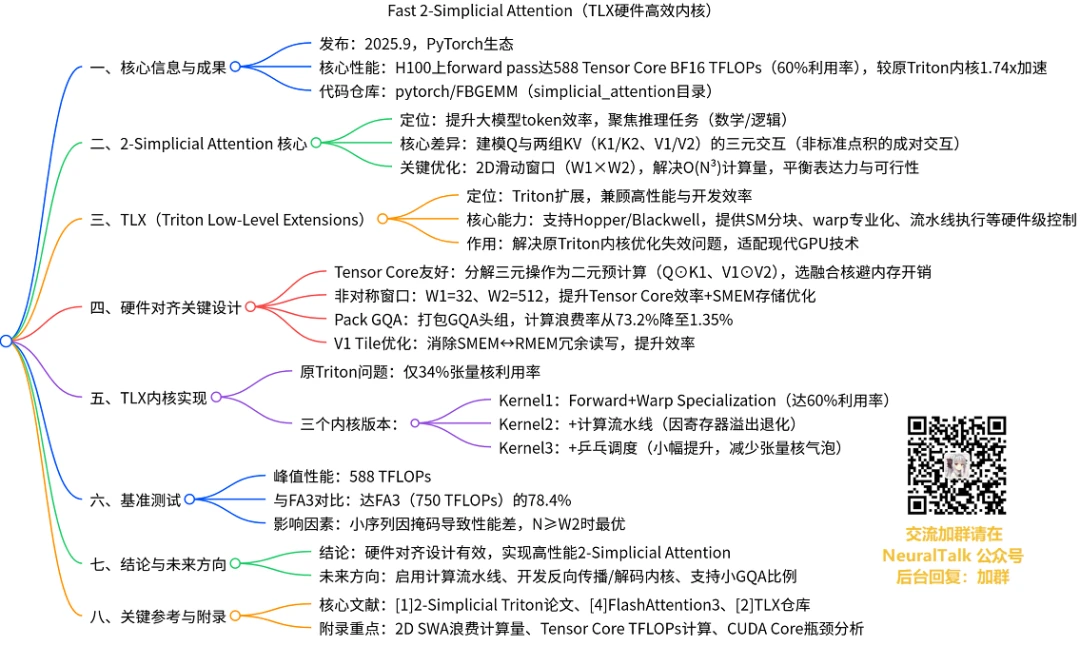 Fast 2-Simplicial Attention（TLX硬件高效内核）
一、核心信息与成果
发布：2025.9，PyTorch生态
核心性能：H100上forward pass达588 Tensor Core BF16 TFLOPs（60%利用率），较原Triton内核1.74x加速
代码仓库：pytorch/FBGEMM（simplicial_attention目录）
二、2-Simplicial Attention 核心
定位：提升大模型token效率，聚焦推理任务（数学/逻辑）
核心差异：建模Q与两组KV（K1/K2、V1/V2）的三元交互（非标准点积的成对交互）
关键优化：2D滑动窗口（W1×W2），解决O(N³)计算量，平衡表达力与可行性
三、TLX（Triton Low-Level Extensions）
定位：Triton扩展，兼顾高性能与开发效率
核心能力：支持Hopper/Blackwell，提供SM分块、warp专业化、流水线执行等硬件级控制
作用：解决原Triton内核优化失效问题，适配现代GPU技术
四、硬件对齐关键设计
Tensor Core友好：分解三元操作为二元预计算（Q⊙K1、V1⊙V2），选融合核避内存开销
非对称窗口：W1=32、W2=512，提升Tensor Core效率+SMEM存储优化
Pack GQA：打包GQA头组，计算浪费率从73.2%降至1.35%
V1 Tile优化：消除SMEM↔RMEM冗余读写，提升效率
五、TLX内核实现
原Triton问题：仅34%张量核利用率
三个内核版本：
Kernel1：Forward+Warp Specialization（达60%利用率）
Kernel2：+计算流水线（因寄存器溢出退化）
Kernel3：+乒乓调度（小幅提升，减少张量核气泡）
六、基准测试
峰值性能：588 TFLOPs
与FA3对比：达FA3（750 TFLOPs）的78.4%
影响因素：小序列因掩码导致性能差，N≥W2时最优
七、结论与未来方向
结论：硬件对齐设计有效，实现高性能2-Simplicial Attention
未来方向：启用计算流水线、开发反向传播/解码内核、支持小GQA比例
八、关键参考与附录
核心文献：[1]2-Simplicial Triton论文、[4]FlashAttention3、[2]TLX仓库
附录重点：2D SWA浪费计算量、Tensor Core TFLOPs计算、CUDA Core瓶颈分析
交流加群请在
NeuralTalk 公众号
后台回复：加群